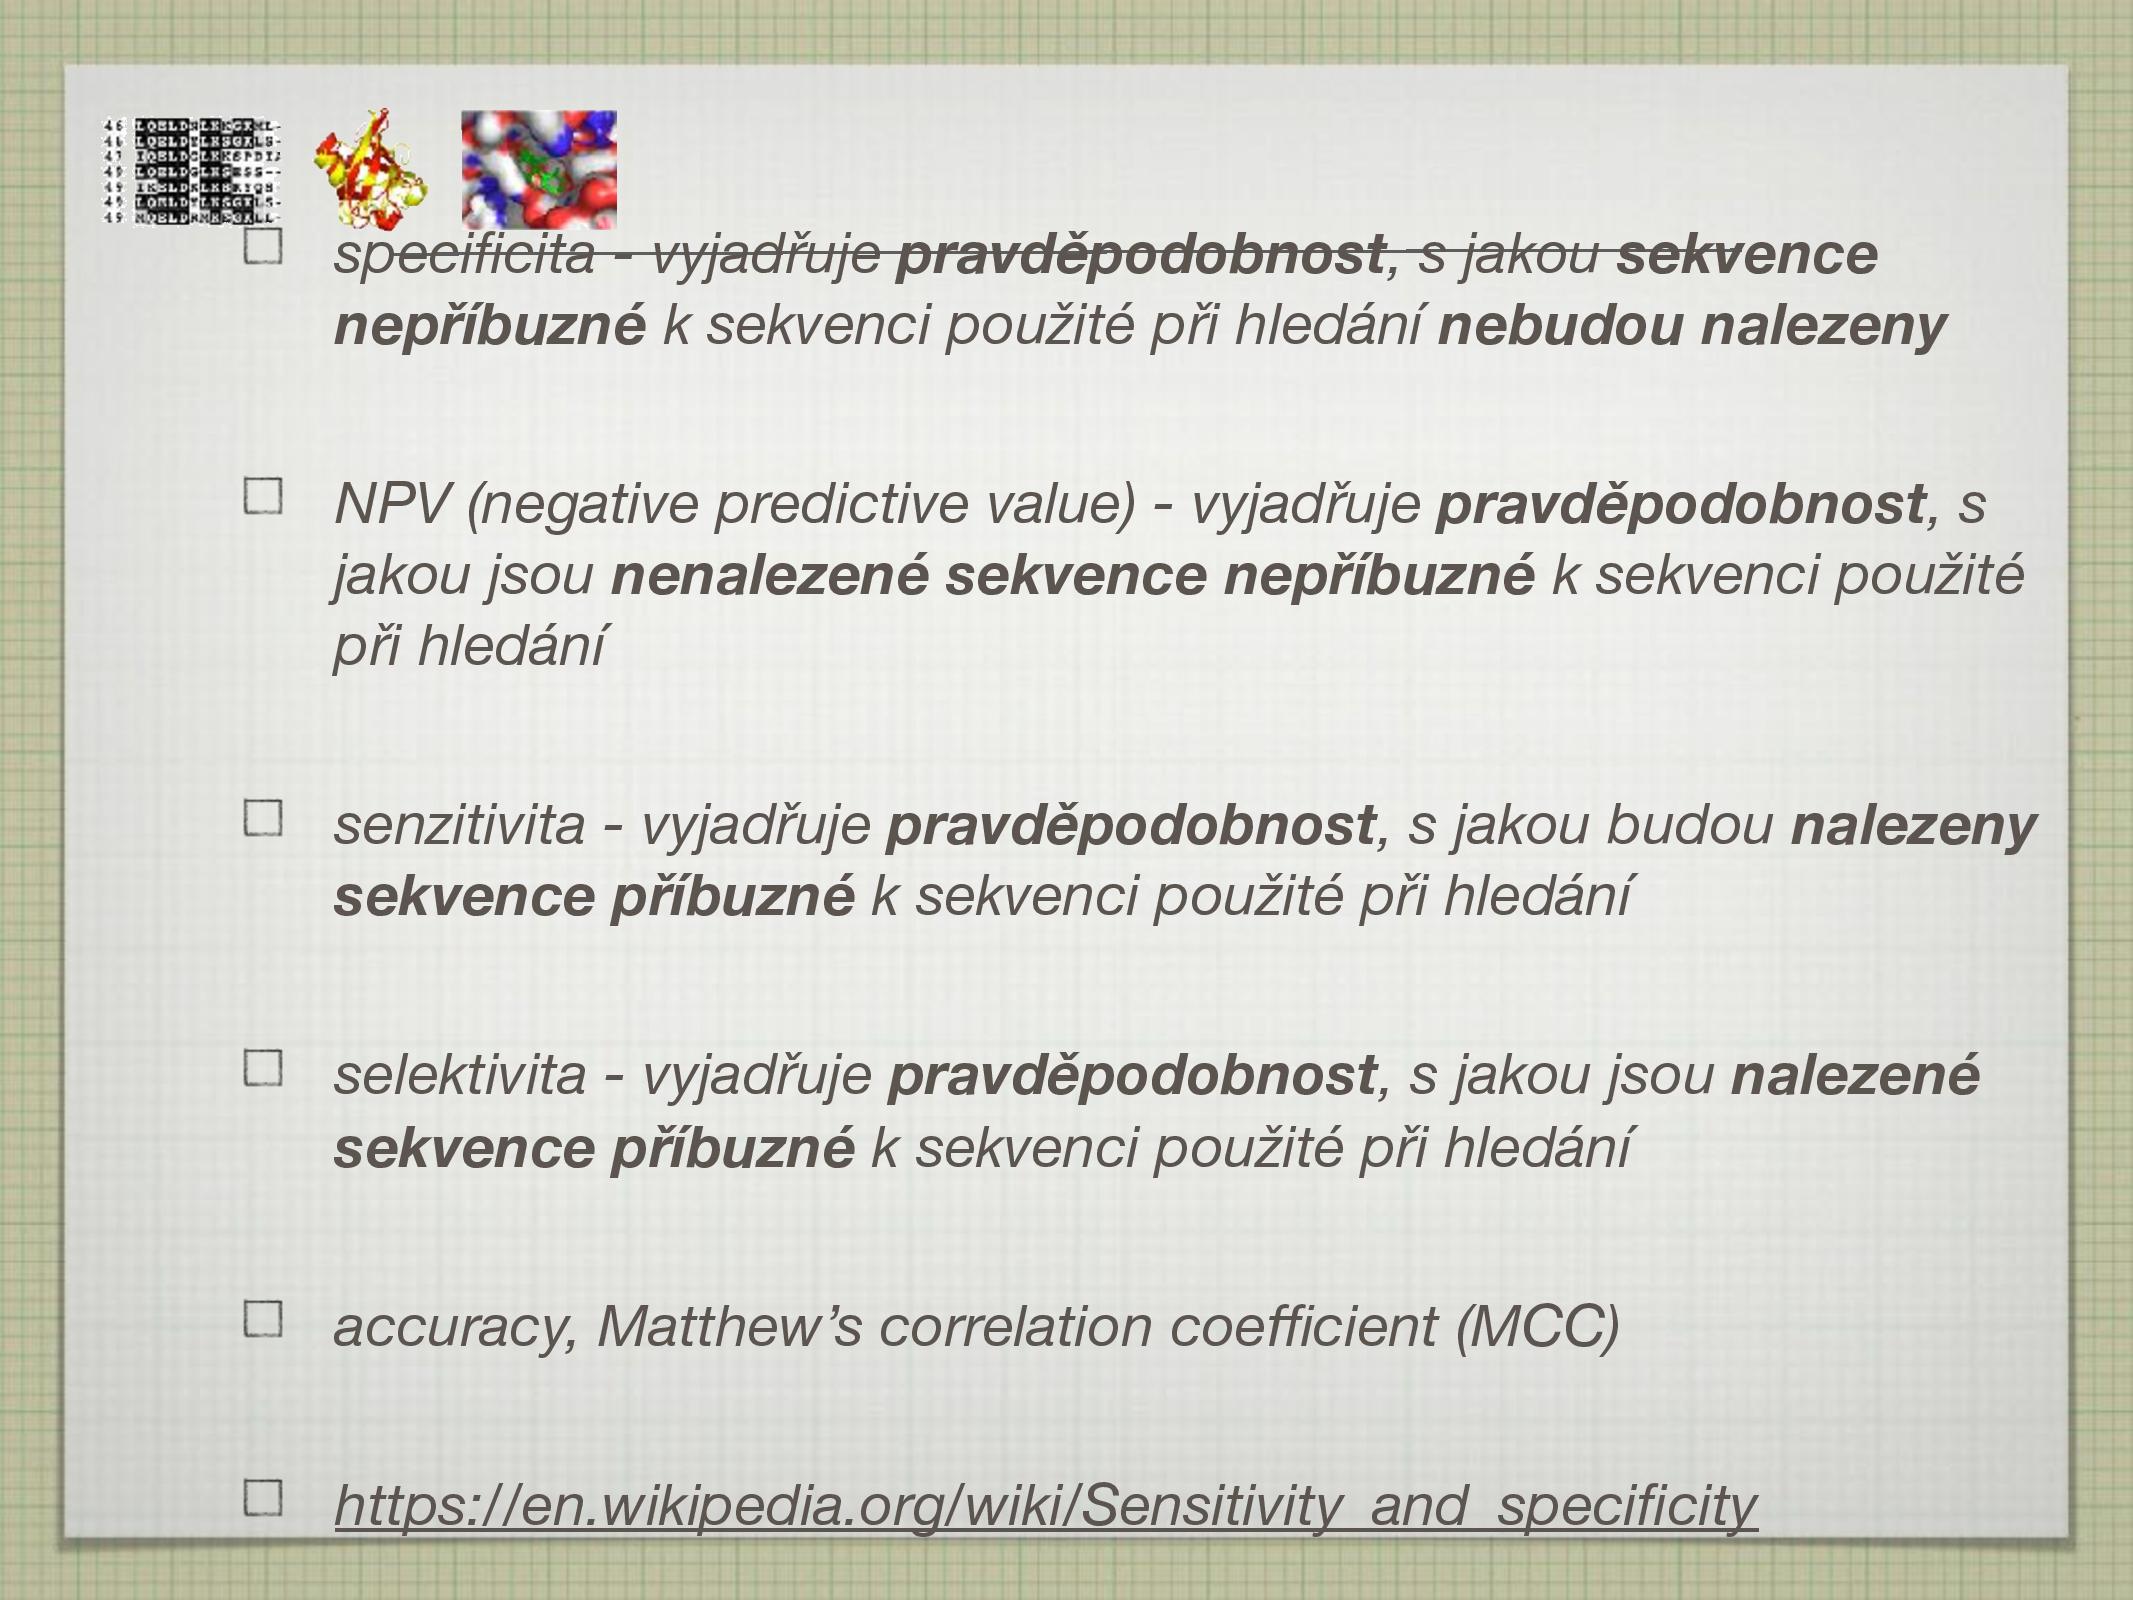 specificita - vyjadřuje pravděpodobnost, s jakou sekvence
nepříbuzné k sekvenci použité při hledání nebudou nalezeny
NPV (negative predictive value) - vyjadřuje pravděpodobnost, s
jakou jsou nenalezené sekvence nepříbuzné k sekvenci použité
při hledání
senzitivita - vyjadřuje pravděpodobnost, s jakou budou nalezeny
sekvence příbuzné k sekvenci použité při hledání
selektivita - vyjadřuje pravděpodobnost, s jakou jsou nalezené
sekvence příbuzné k sekvenci použité při hledání
accuracy, Matthew’s correlation coefficient (MCC)
https://en.wikipedia.org/wiki/Sensitivity_and_specificity